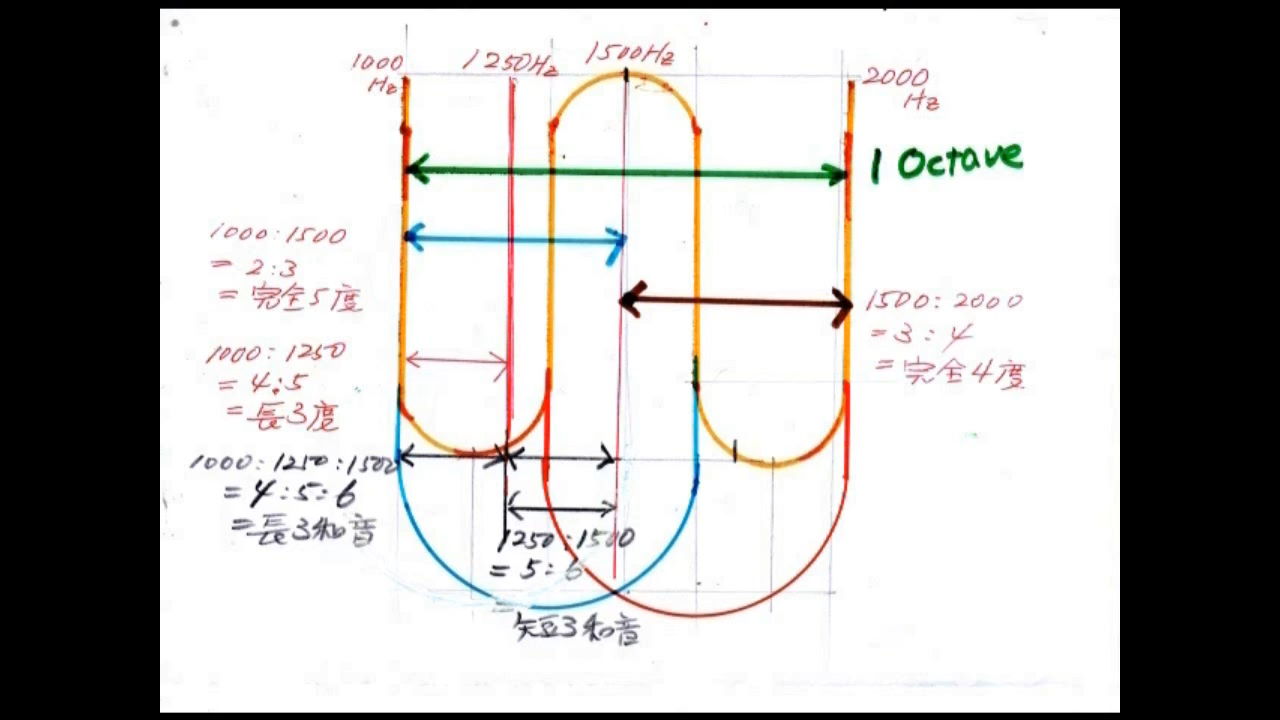 1000
Hz
1250Hz
1500Hz
2000
Hz
1 Octave
1000:1500
= 2:3
= 完全5度
1500:2000
= 3:4
= 完全4度
1000:1250
= 4:5
= 長3度
1000:1250:1500
= 4:5:6
= 長3和音
1250:1500
= 5:6
短3和音